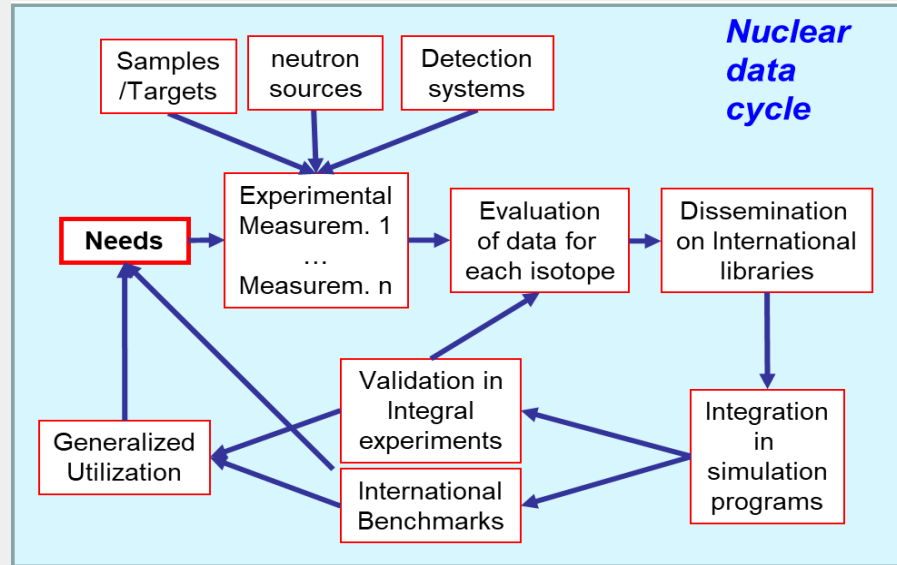 Nuclear
data
cycle
Samples
/Targets
neutron
sources
Detection
systems
Needs
Experimental
Measurem. 1
…
Measurem. n
Evaluation
of data for
each isotope
Dissemination
on International
libraries
Generalized
Utilization
Validation in
Integral
experiments
International
Benchmarks
Integration
in
simulation
programs